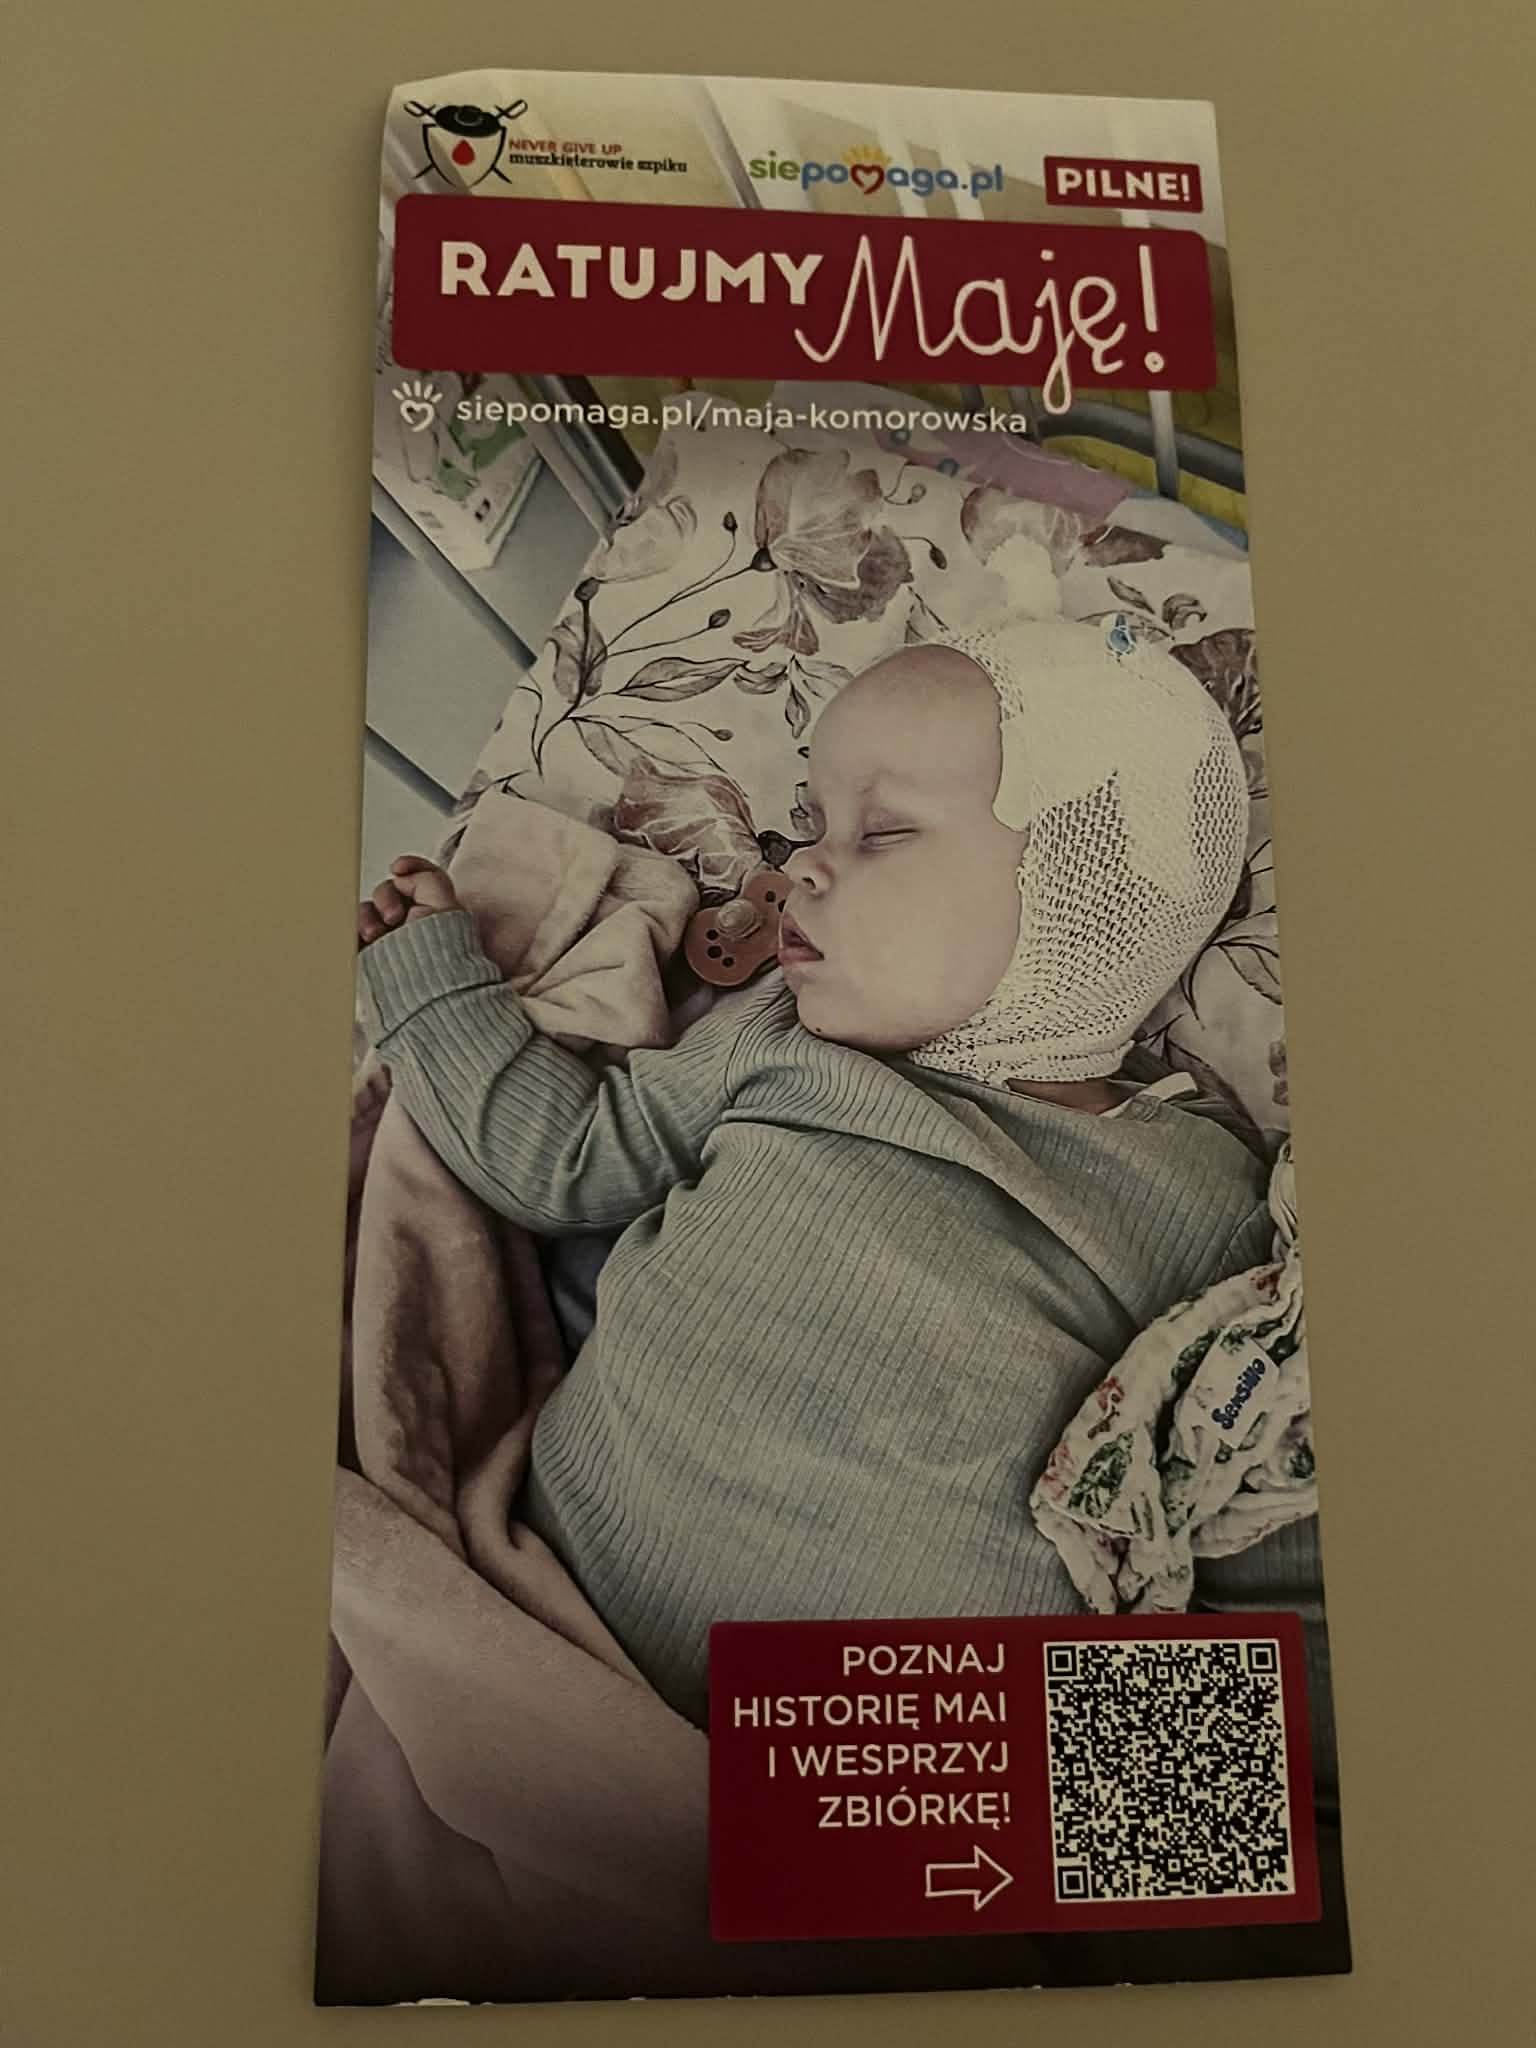 NEVER GIVE UP
muszkieterowie szpiku
siepomaga.pl
PILNE!
RATUJMY Maję!
siepomaga.pl/maja-komorowska
Sensillo
POZNAJ
HISTORIĘ MAI
I WESPRZYJ
ZBIÓRKĘ!